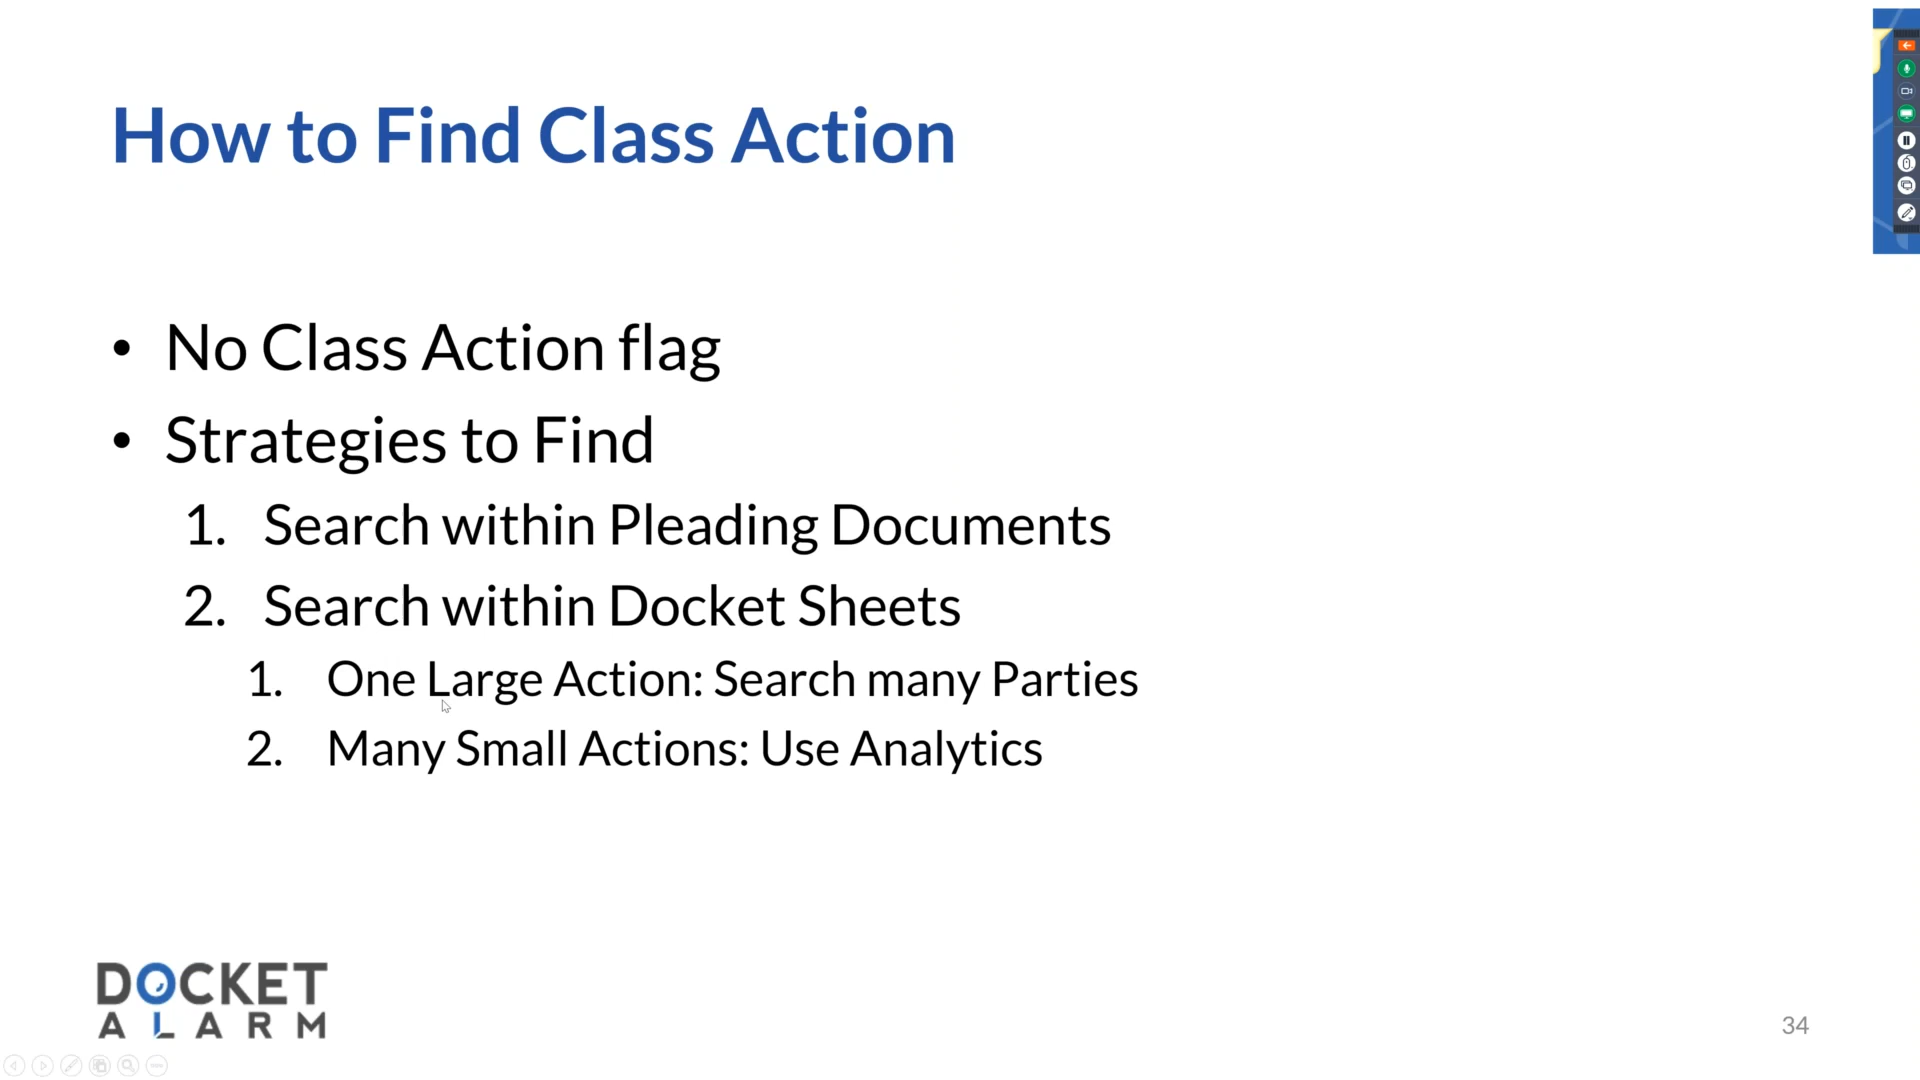 How to Find Class Action
• No Class Action flag
• Strategies to Find
1. Search within Pleading Documents
2. Search within Docket Sheets
1. One Large Action: Search many Parties
2. Many Small Actions: Use Analytics
DOCKET
ALARM
34